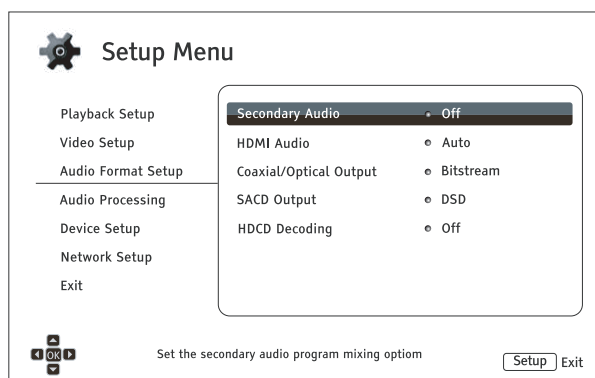 Setup Menu
Playback Setup
Video Setup
Audio Format Setup
Audio Processing
Device Setup
Network Setup
Exit
Secondary Audio Off
HDMI Audio Auto
Coaxial/Optical Output Bitstream
SACD Output DSD
HDCD Decoding Off
OK
Set the secondary audio program mixing optiom
Setup Exit